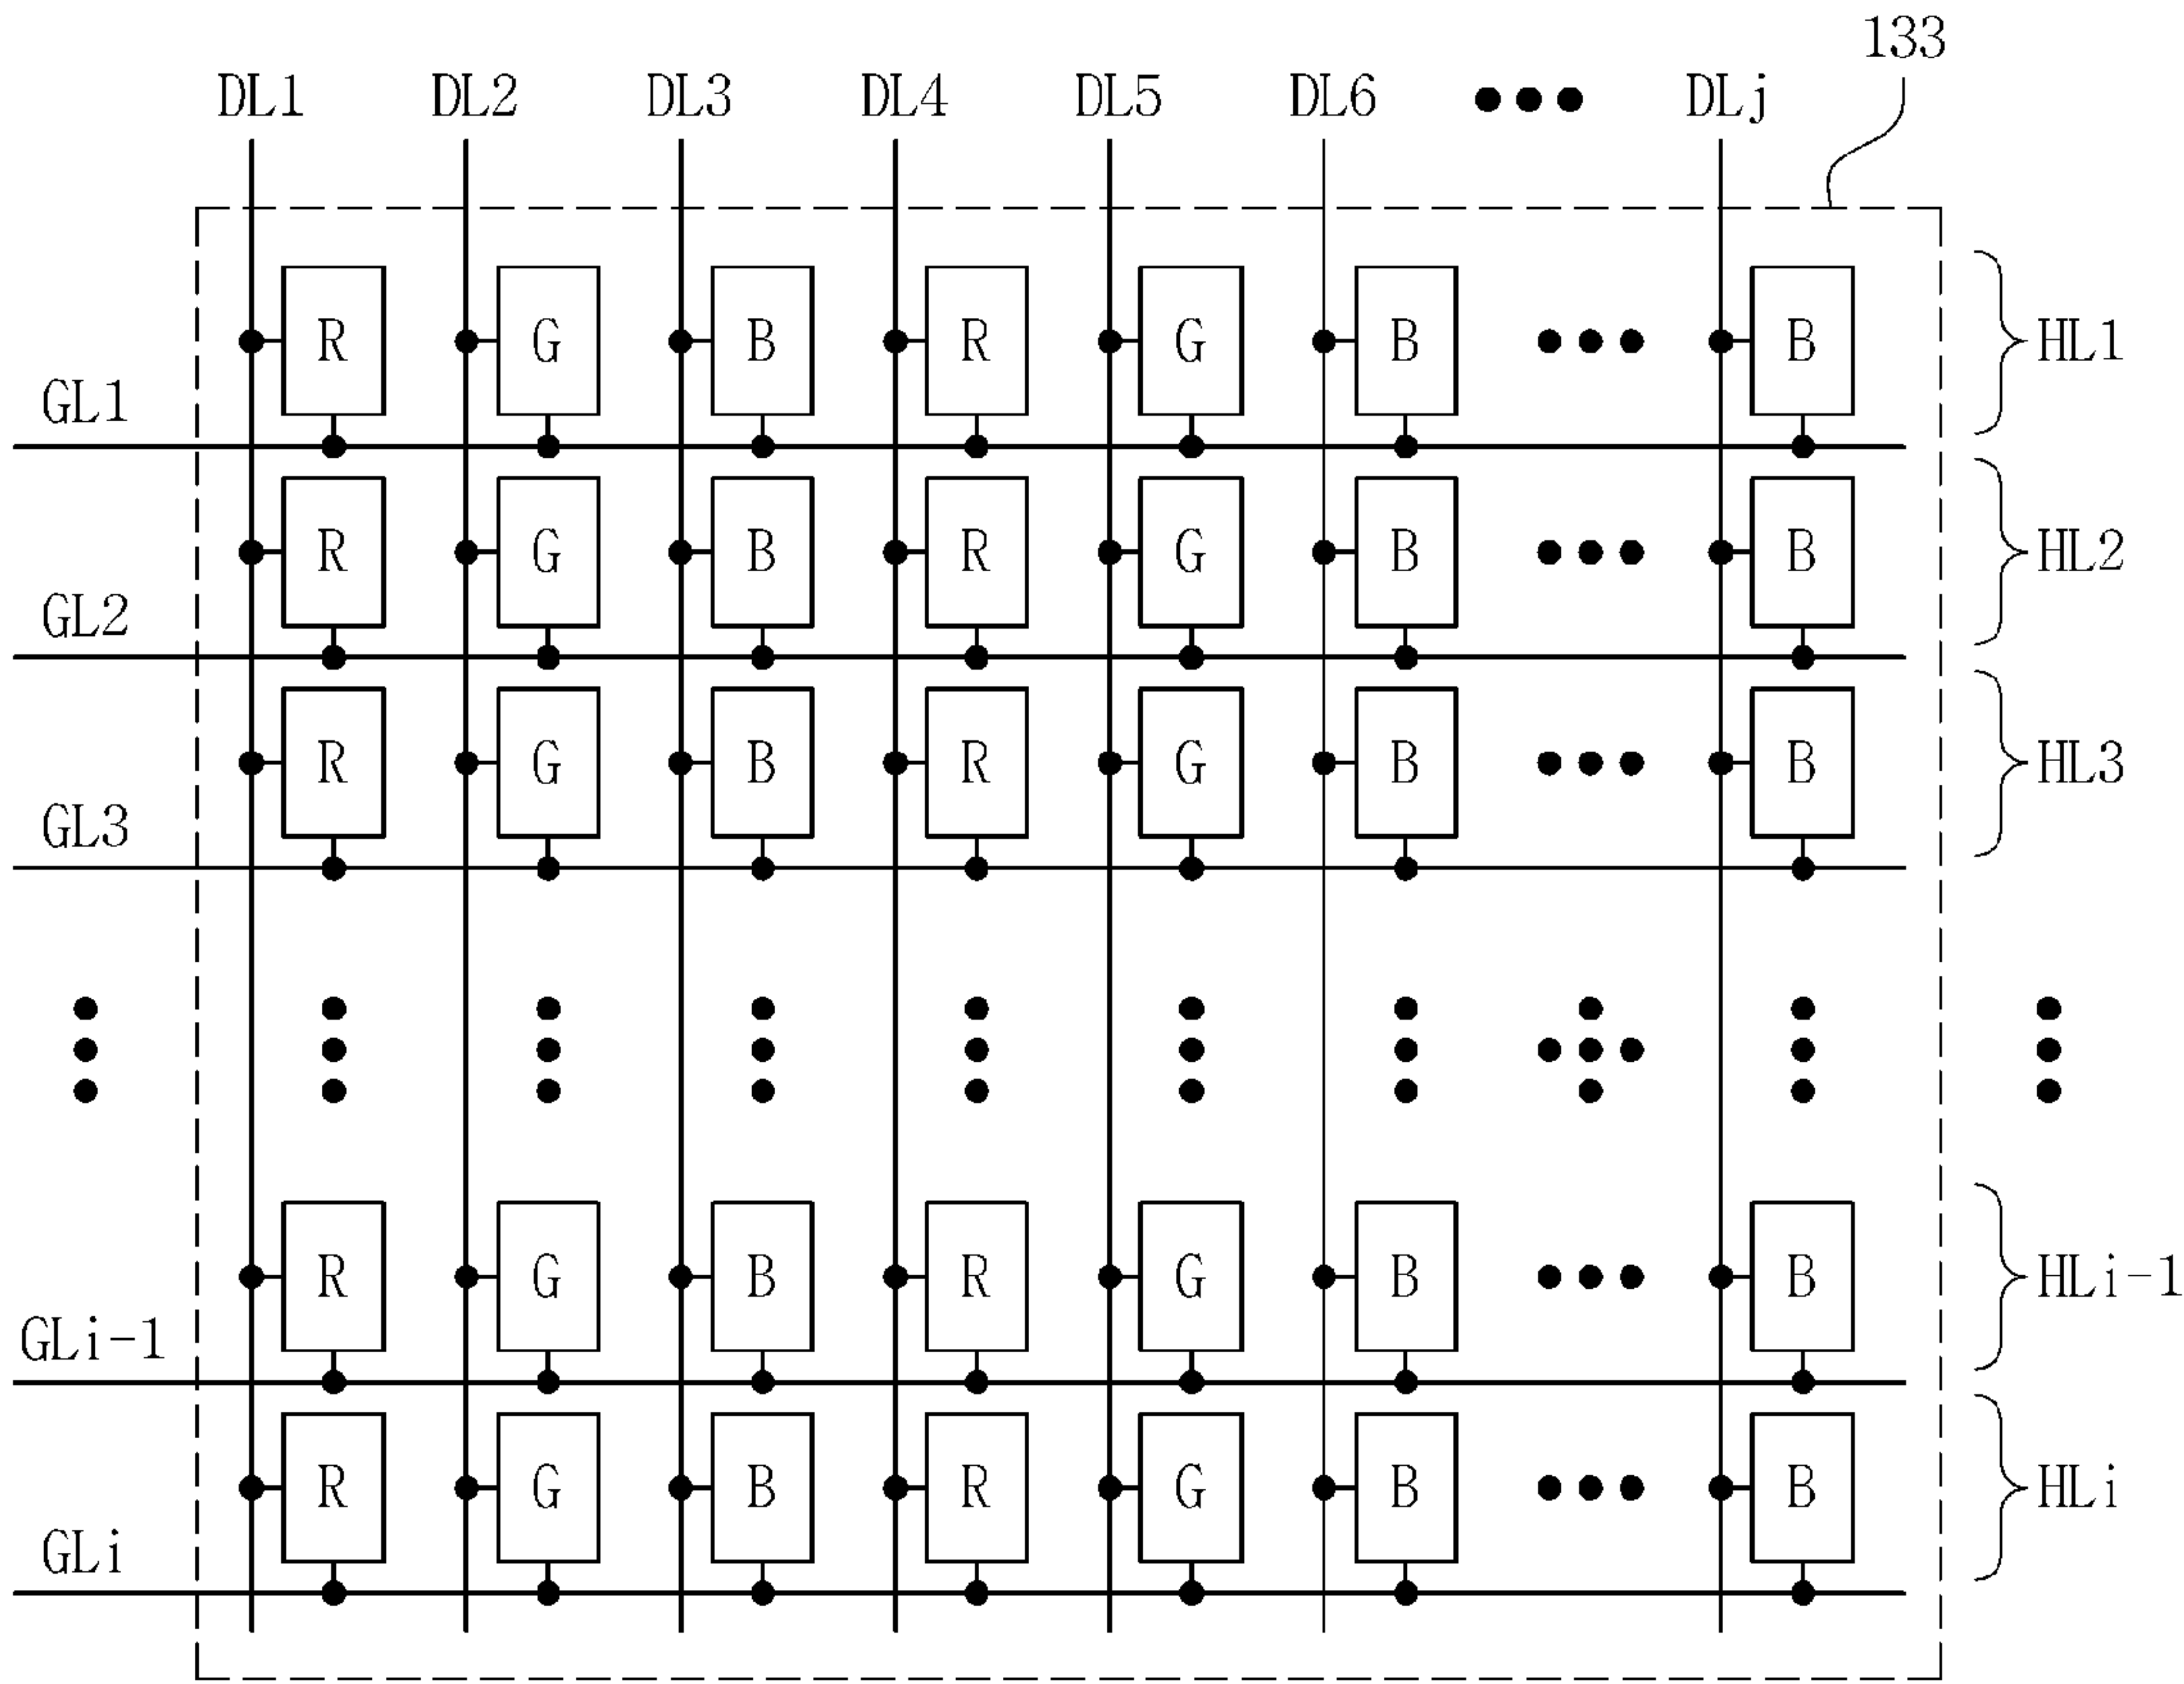 133
DL1 DL2 DL3 DL4 DL5 DL6 ••• DLj
R G B R G B ••• B HL1
GL1
R G B R G B ••• B HL2
GL2
R G B R G B ••• B HL3
GL3
R G B R G B ••• B HLi-1
GLi-1
R G B R G B ••• B HLi
GLi